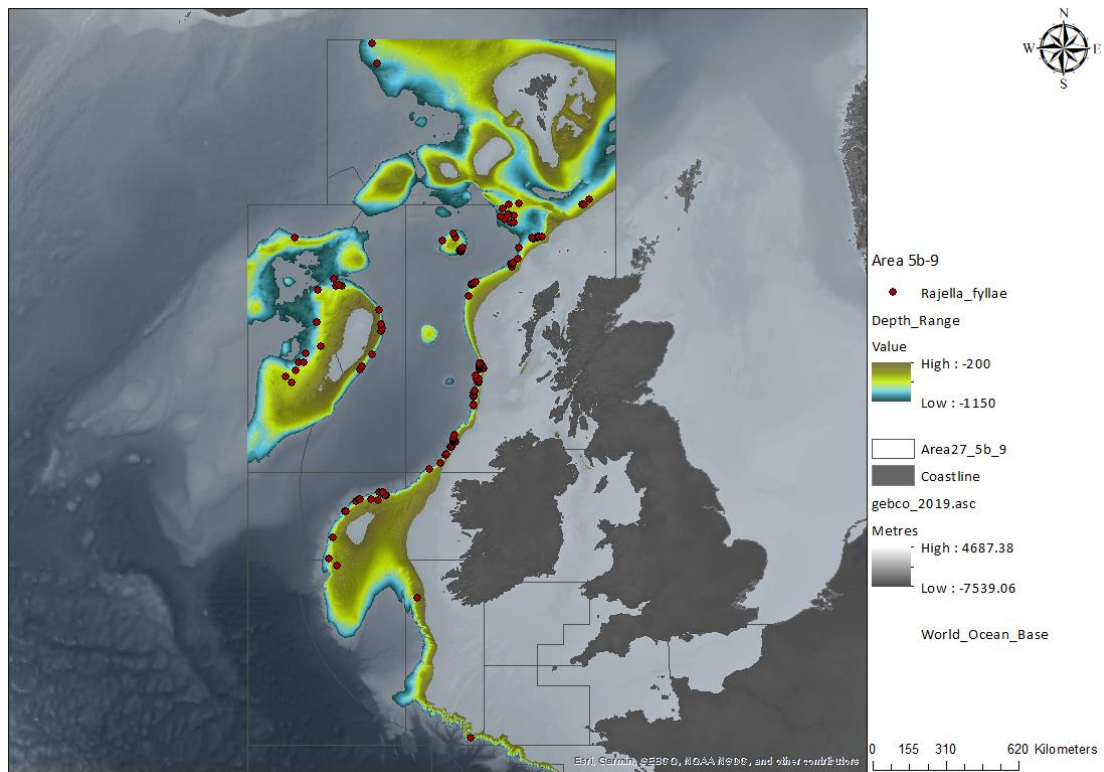 N
W E
S
Area 5b-9
Rajella_fyllae
Depth_Range
Value
High : -200
Low : -1150
Area27_5b_9
Coastline
gebco_2019.asc
Metres
High : 4687.38
Low : -7539.06
World_Ocean_Base
0 155 310 620 Kilometers
Esri, Garmin, GEBCO, NOAA NGDC, and other contributors